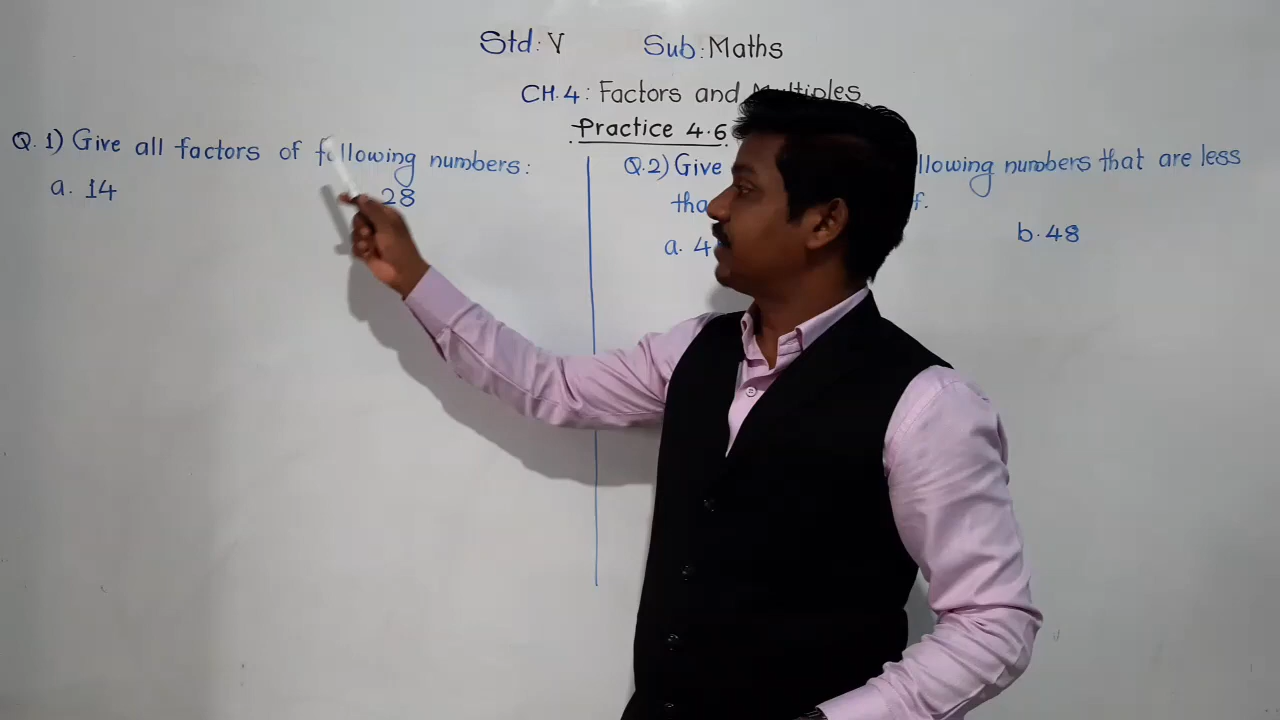 Std: V Sub: Maths
CH.4: Factors and Multiples
Practice 4.6
Q.1) Give all factors of following numbers:
a. 14 28
Q.2) Give llowing numbers that are less
tha f.
a. 4 b. 48